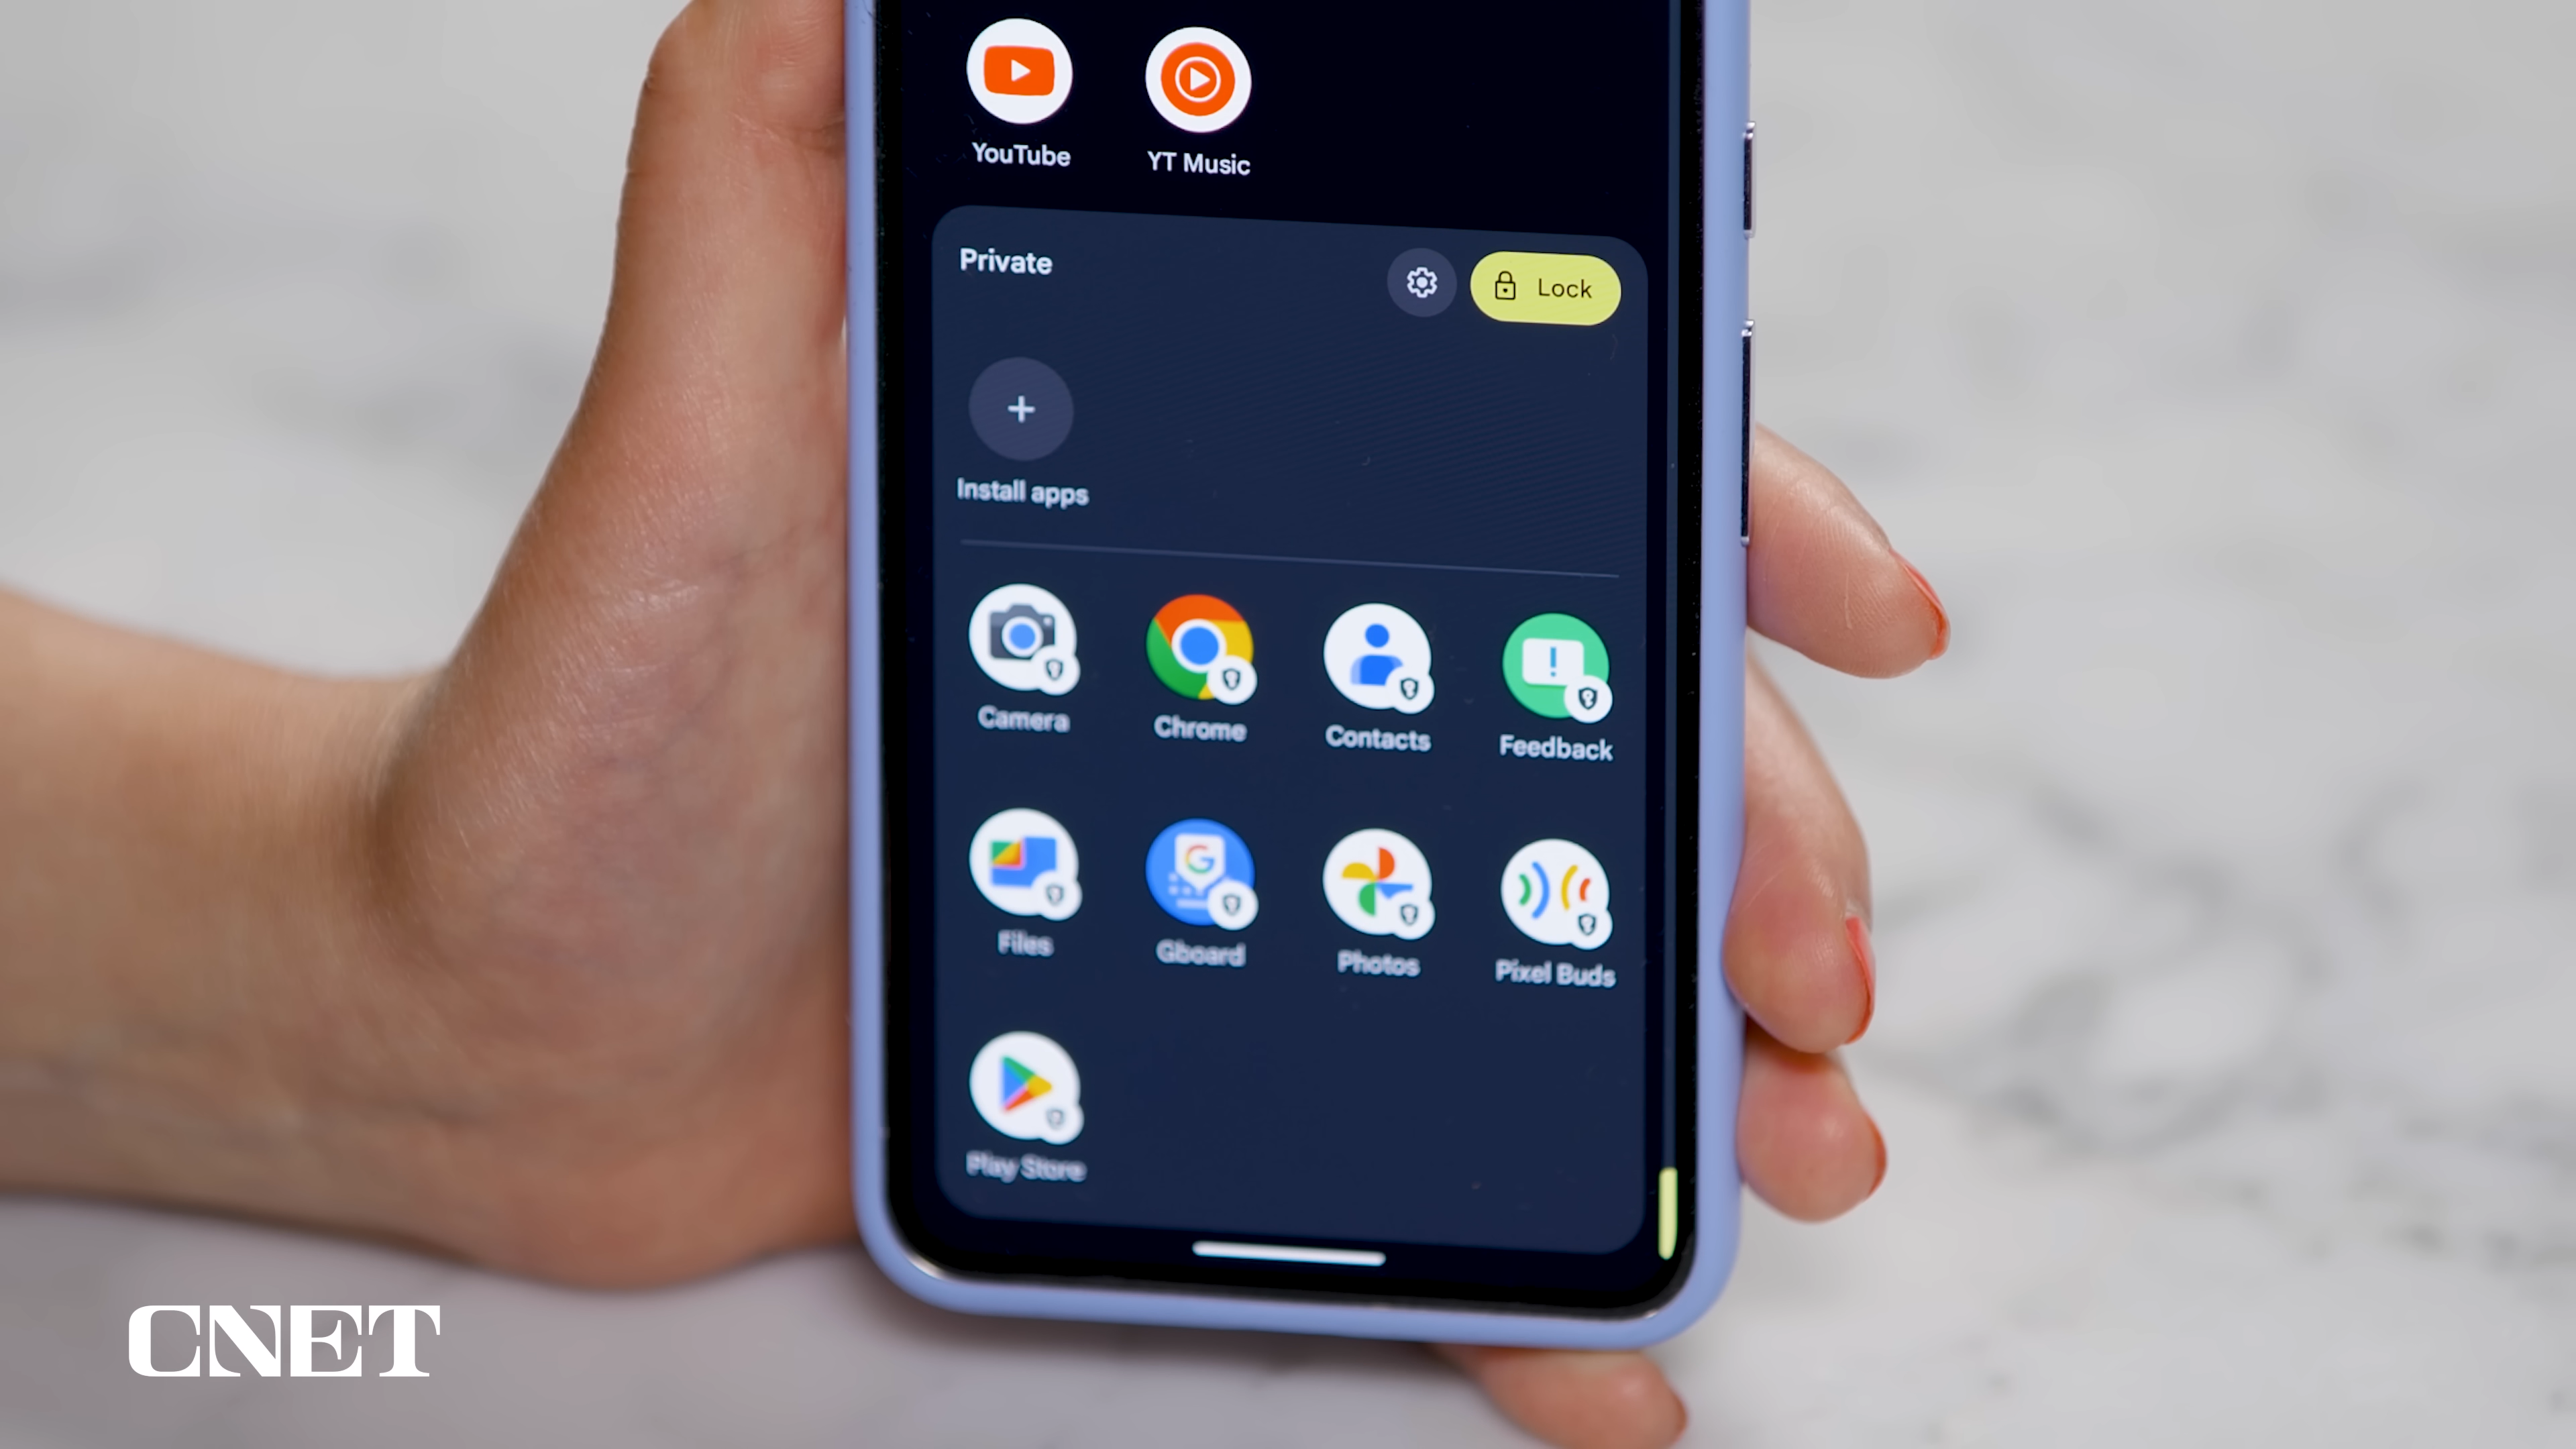 YouTube YT Music
Private Lock
Install apps
Camera Chrome Contacts Feedback
Files Gboard Photos Pixel Buds
Play Store
CNET